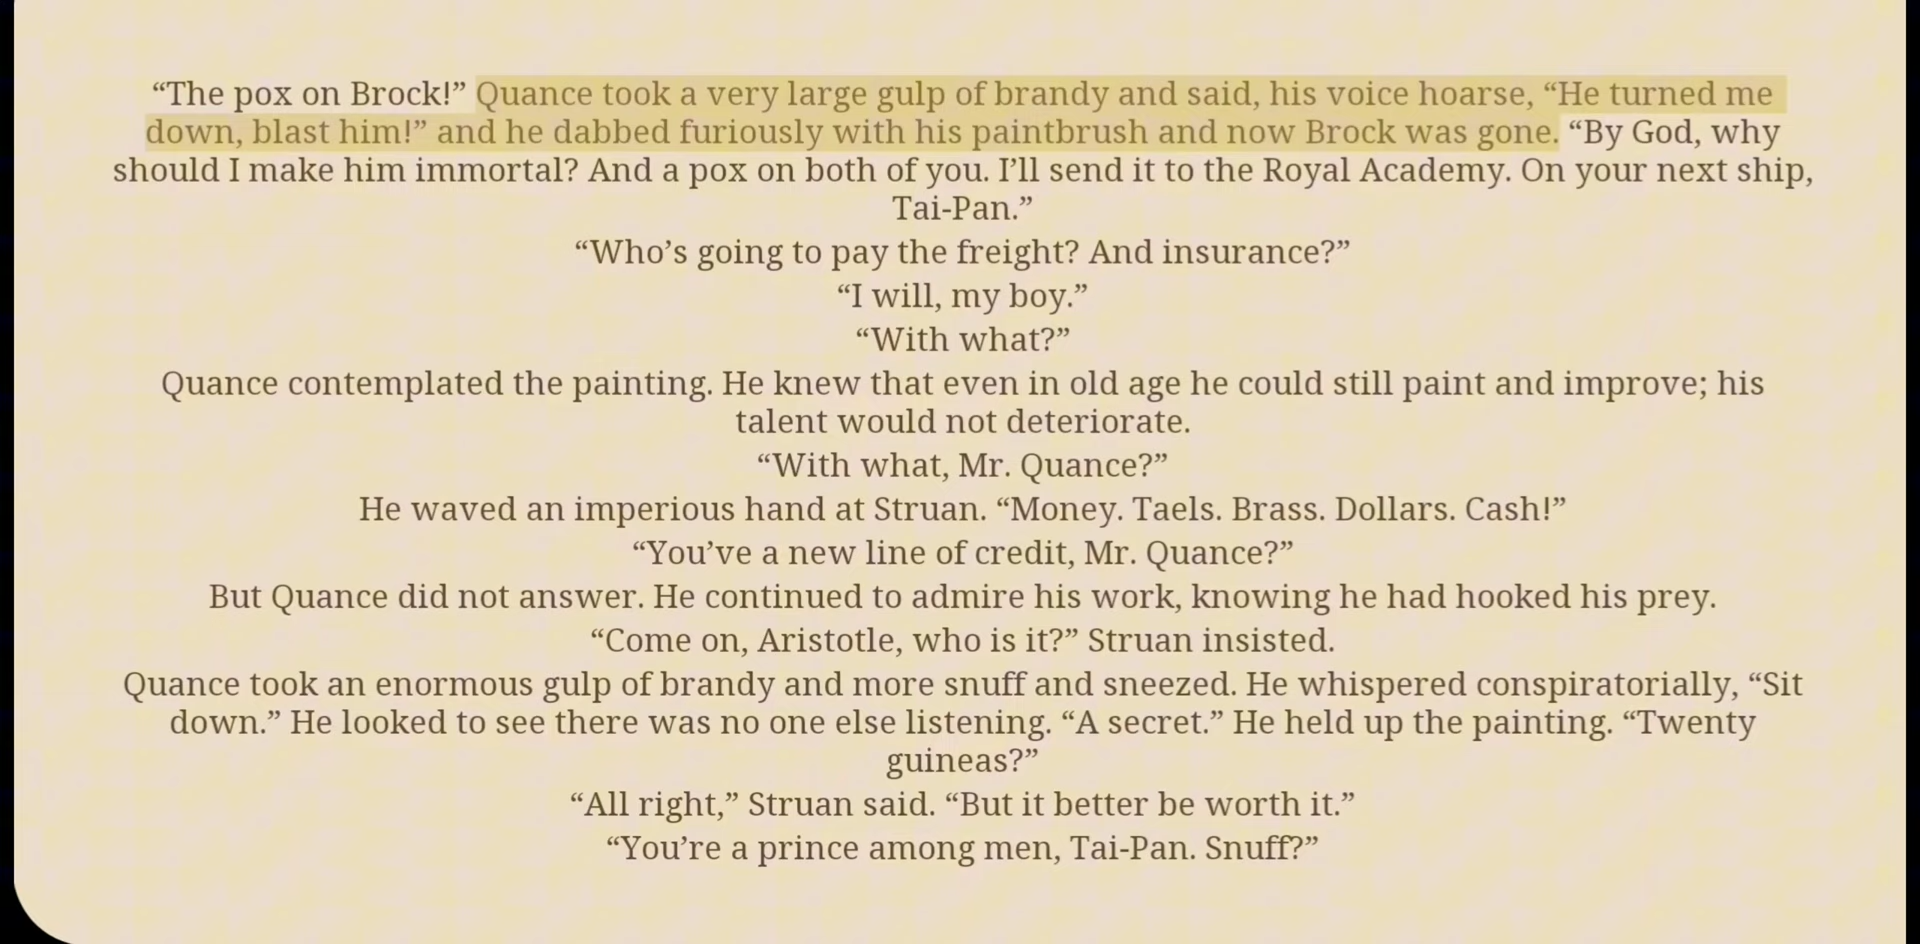 “The pox on Brock!” Quance took a very large gulp of brandy and said, his voice hoarse, “He turned me
down, blast him!” and he dabbed furiously with his paintbrush and now Brock was gone. “By God, why
should I make him immortal? And a pox on both of you. I’ll send it to the Royal Academy. On your next ship,
Tai-Pan.”
“Who’s going to pay the freight? And insurance?”
“I will, my boy.”
“With what?”
Quance contemplated the painting. He knew that even in old age he could still paint and improve; his
talent would not deteriorate.
“With what, Mr. Quance?”
He waved an imperious hand at Struan. “Money. Taels. Brass. Dollars. Cash!”
“You’ve a new line of credit, Mr. Quance?”
But Quance did not answer. He continued to admire his work, knowing he had hooked his prey.
“Come on, Aristotle, who is it?” Struan insisted.
Quance took an enormous gulp of brandy and more snuff and sneezed. He whispered conspiratorially, “Sit
down.” He looked to see there was no one else listening. “A secret.” He held up the painting. “Twenty
guineas?”
“All right,” Struan said. “But it better be worth it.”
“You’re a prince among men, Tai-Pan. Snuff?”